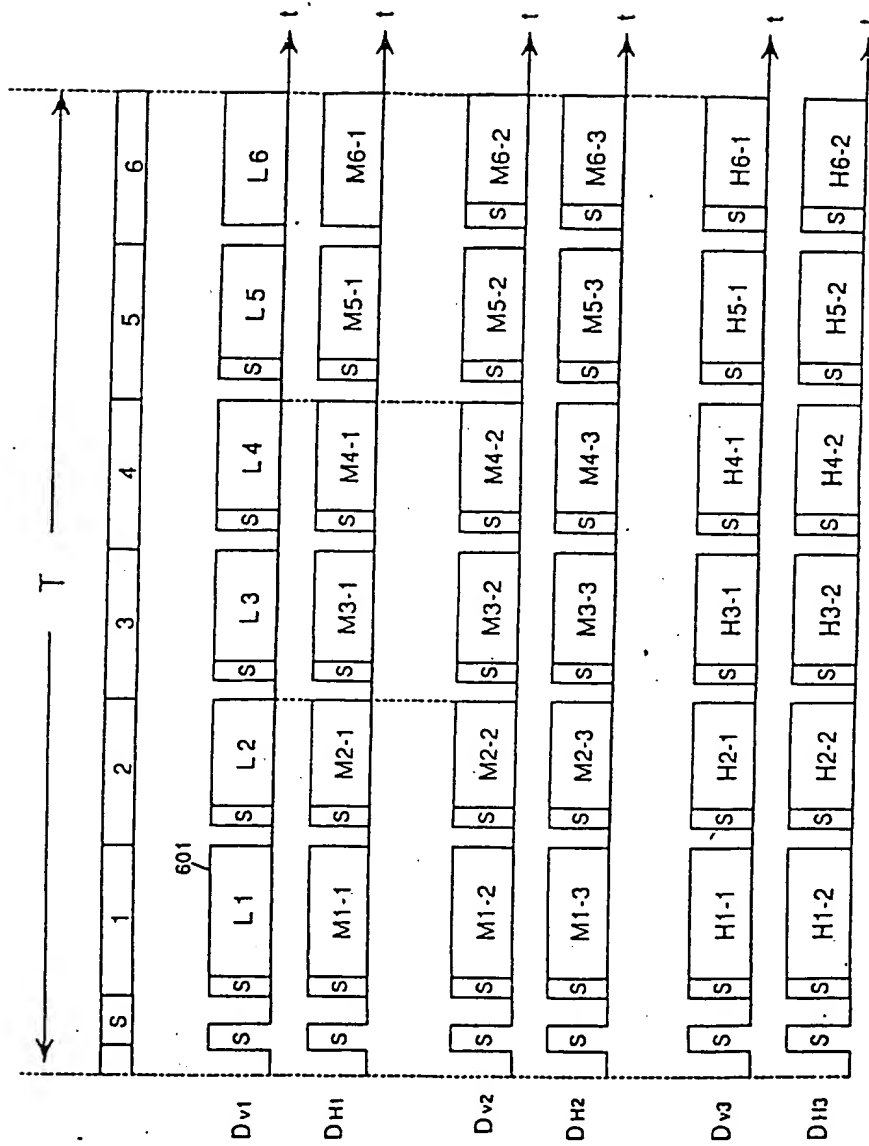 T
S 1 2 3 4 5 6
601
Dv1 S S L1 S L2 S L3 S L4 S L5 L6 t
DH1 S S M1-1 S M2-1 S M3-1 S M4-1 S M5-1 M6-1 t
Dv2 S S M1-2 S M2-2 S M3-2 S M4-2 S M5-2 S M6-2 t
DH2 S S M1-3 S M2-3 S M3-3 S M4-3 S M5-3 S M6-3 t
Dv3 S S H1-1 S H2-1 S H3-1 S H4-1 S H5-1 S H6-1 t
DH3 S S H1-2 S H2-2 S H3-2 S H4-2 S H5-2 S H6-2 t